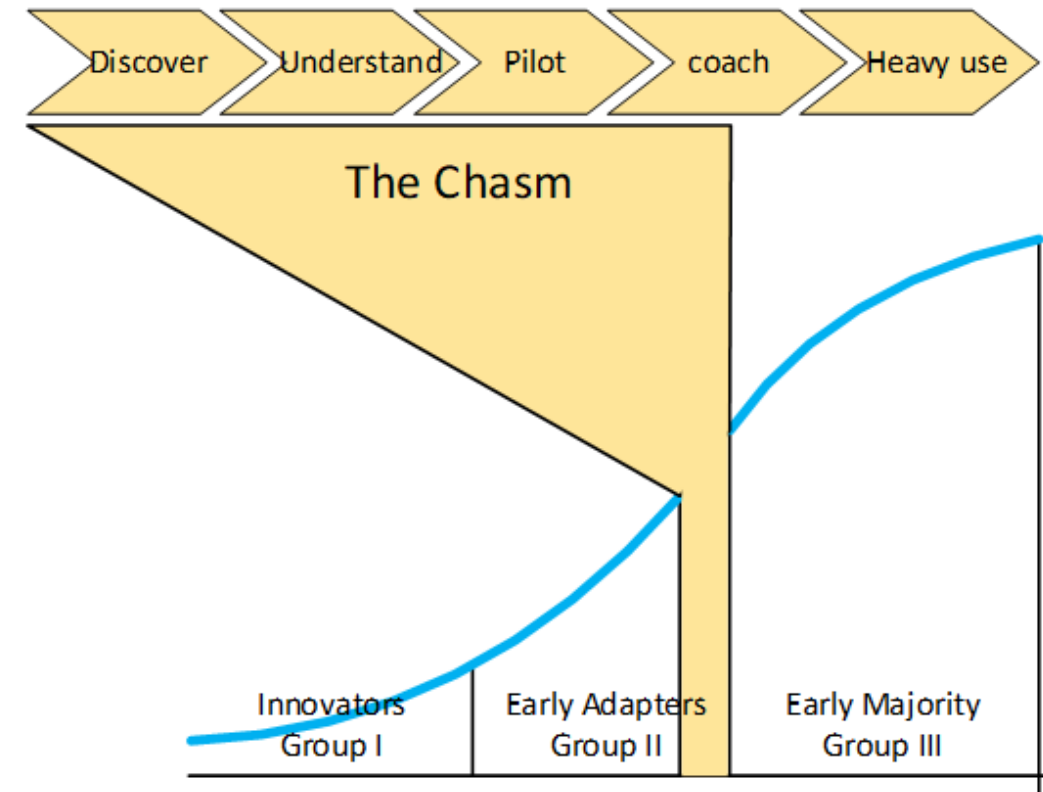 Discover
Understand
Pilot
coach
Heavy use
The Chasm
Innovators
Group I
Early Adapters
Group II
Early Majority
Group III